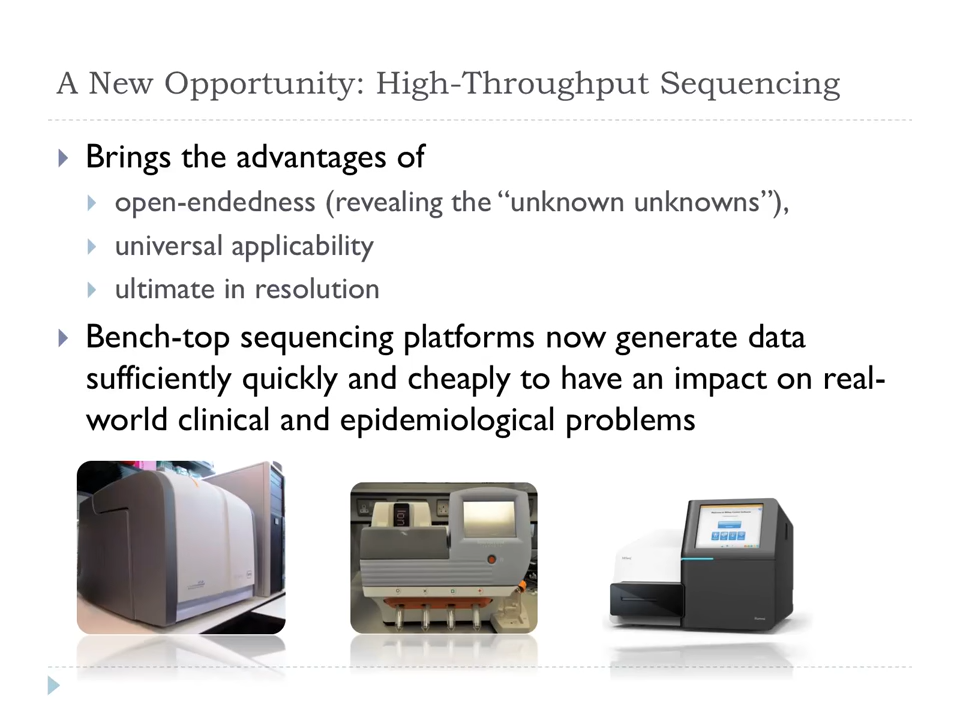 A New Opportunity: High-Throughput Sequencing
Brings the advantages of
open-endedness (revealing the “unknown unknowns”),
universal applicability
ultimate in resolution
Bench-top sequencing platforms now generate data
sufficiently quickly and cheaply to have an impact on real-
world clinical and epidemiological problems
ion